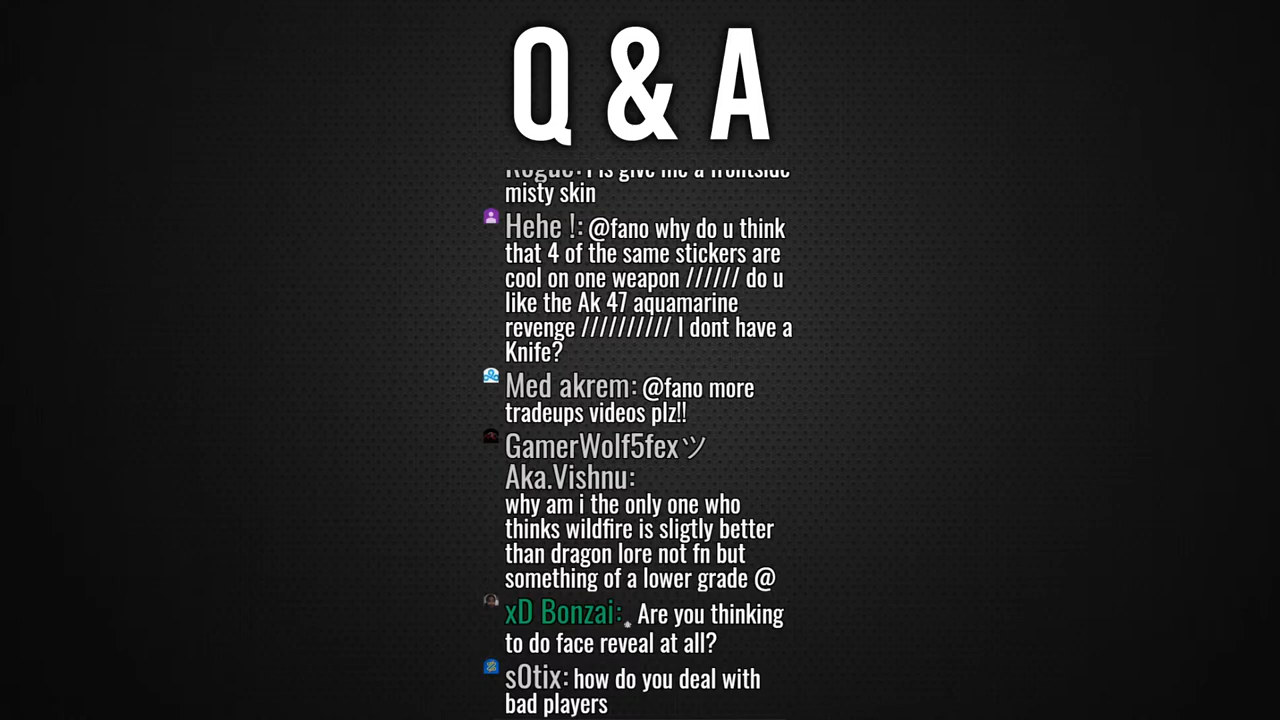 Q & A
misty skin
Hehe !: @fano why do u think
that 4 of the same stickers are
cool on one weapon ////// do u
like the Ak 47 aquamarine
revenge ////////// I dont have a
Knife?
Med akrem: @fano more
tradeups videos plz!!
GamerWolf5fexツ
Aka.Vishnu:
why am i the only one who
thinks wildfire is sligtly better
than dragon lore not fn but
something of a lower grade @
xD Bonzai: Are you thinking
to do face reveal at all?
s0tix: how do you deal with
bad players